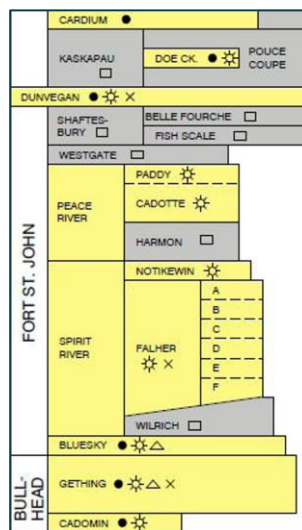 CARDIUM
KASKAPAU
DOE CK.
POUCE
COUPE
DUNVEGAN
SHAFTES-
BURY
BELLE FOURCHE
FISH SCALE
WESTGATE
FORT ST. JOHN
PEACE
RIVER
PADDY
CADOTTE
HARMON
SPIRIT
RIVER
NOTIKEWIN
FALHER
A
B
C
D
E
F
WILRICH
BLUESKY
BULL-
HEAD
GETHING
CADOMIN